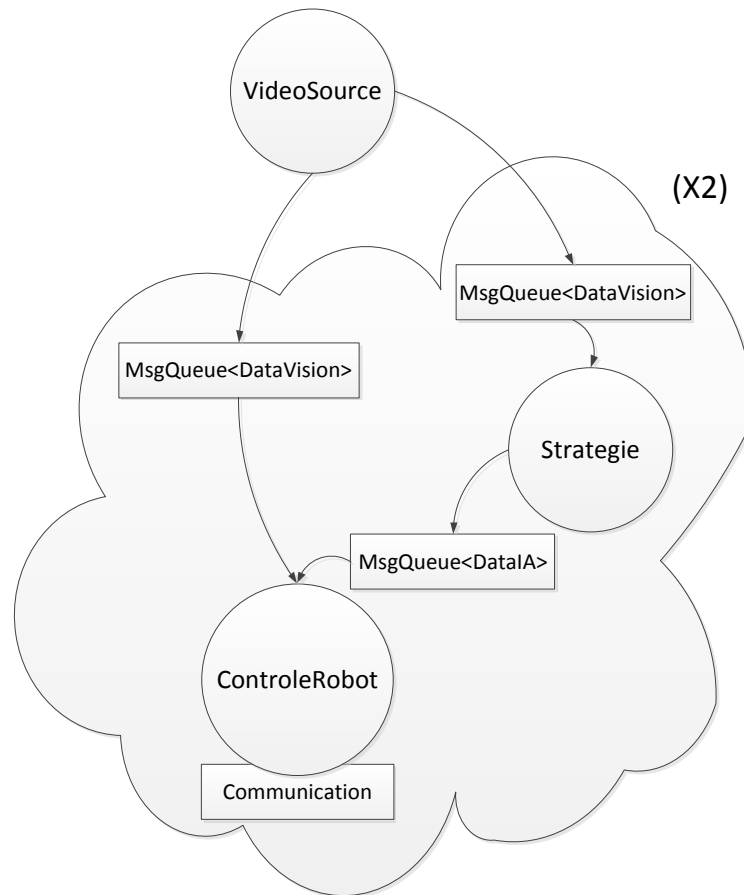 VideoSource
(X2)
MsgQueue<DataVision>
MsgQueue<DataVision>
Strategie
MsgQueue<DataIA>
ControleRobot
Communication